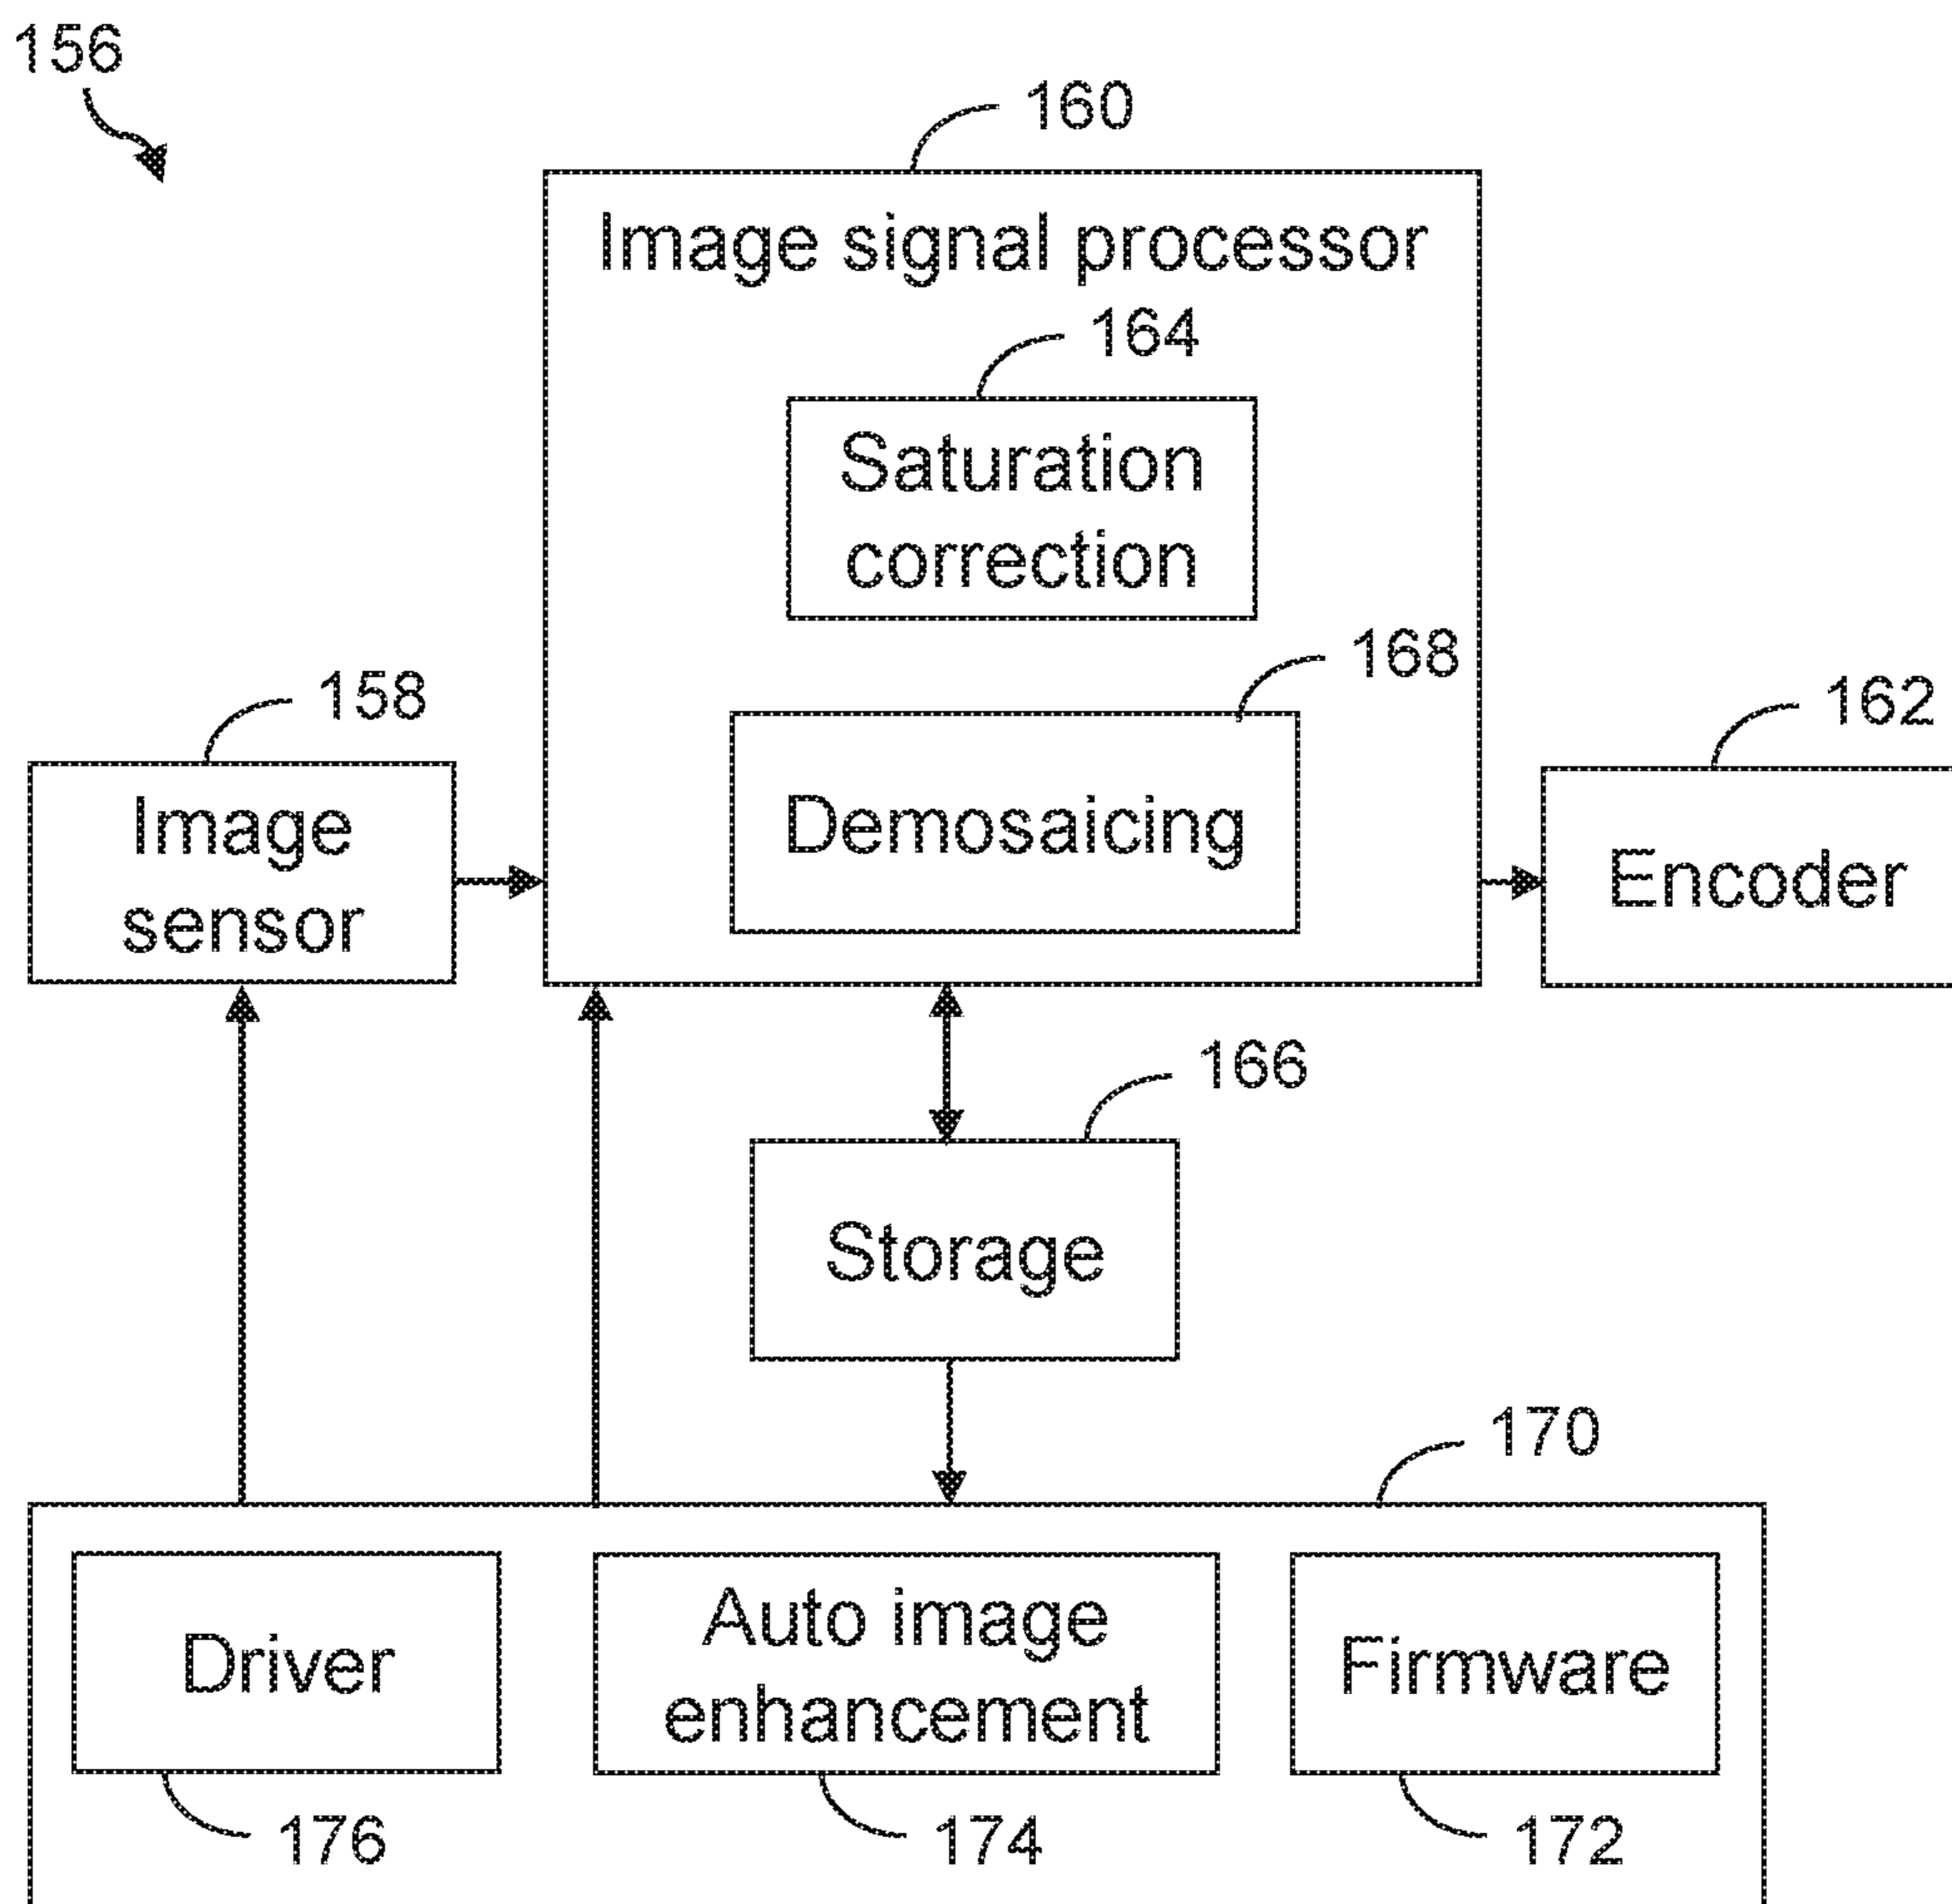 156
160
Image signal processor
164
Saturation
correction
168
Demosaicing
158
Image
sensor
162
Encoder
166
Storage
170
Driver
Auto image
enhancement
Firmware
176
174
172